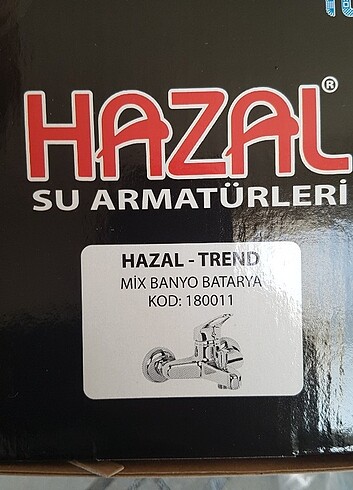 HAZAL®
SU ARMATÜRLERİ
HAZAL - TREND
MİX BANYO BATARYA
KOD: 180011